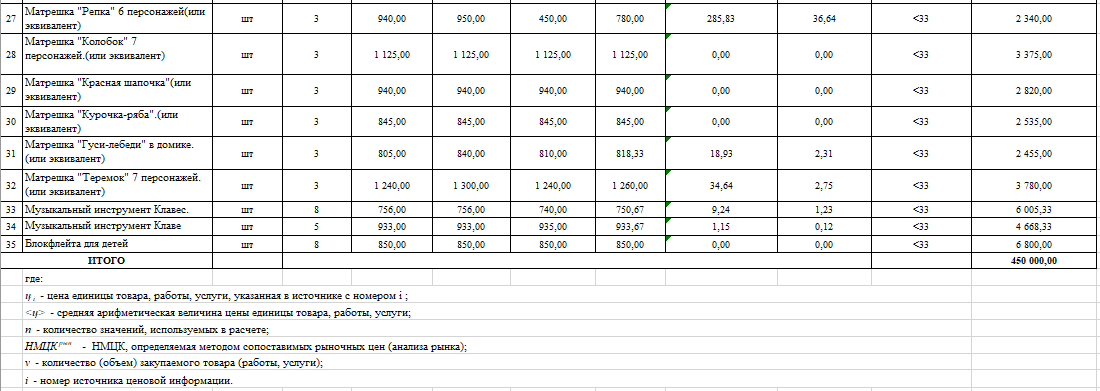 27 Матрешка "Репка" 6 персонажей(или эквивалент) шт 3 940,00 950,00 450,00 780,00 285,83 36,64 <33 2 340,00
28 Матрешка "Колобок" 7 персонажей.(или эквивалент) шт 3 1 125,00 1 125,00 1 125,00 1 125,00 0,00 0,00 <33 3 375,00
29 Матрешка "Красная шапочка"(или эквивалент) шт 3 940,00 940,00 940,00 940,00 0,00 0,00 <33 2 820,00
30 Матрешка "Курочка-ряба".(или эквивалент) шт 3 845,00 845,00 845,00 845,00 0,00 0,00 <33 2 535,00
31 Матрешка "Гуси-лебеди" в домике.(или эквивалент) шт 3 805,00 840,00 810,00 818,33 18,93 2,31 <33 2 455,00
32 Матрешка "Теремок" 7 персонажей.(или эквивалент) шт 3 1 240,00 1 300,00 1 240,00 1 260,00 34,64 2,75 <33 3 780,00
33 Музыкальный инструмент Клавес. шт 8 756,00 756,00 740,00 750,67 9,24 1,23 <33 6 005,33
34 Музыкальный инструмент Клаве шт 5 933,00 933,00 935,00 933,67 1,15 0,12 <33 4 668,33
35 Блокфлейта для детей шт 8 850,00 850,00 850,00 850,00 0,00 0,00 <33 6 800,00
ИТОГО 450 000,00
где:
ц i - цена единицы товара, работы, услуги, указанная в источнике с номером i ;
<ц> - средняя арифметическая величина цены единицы товара, работы, услуги;
n - количество значений, используемых в расчете;
НМЦК рын - НМЦК, определяемая методом сопоставимых рыночных цен (анализа рынка);
v - количество (объем) закупаемого товара (работы, услуги);
i - номер источника ценовой информации.